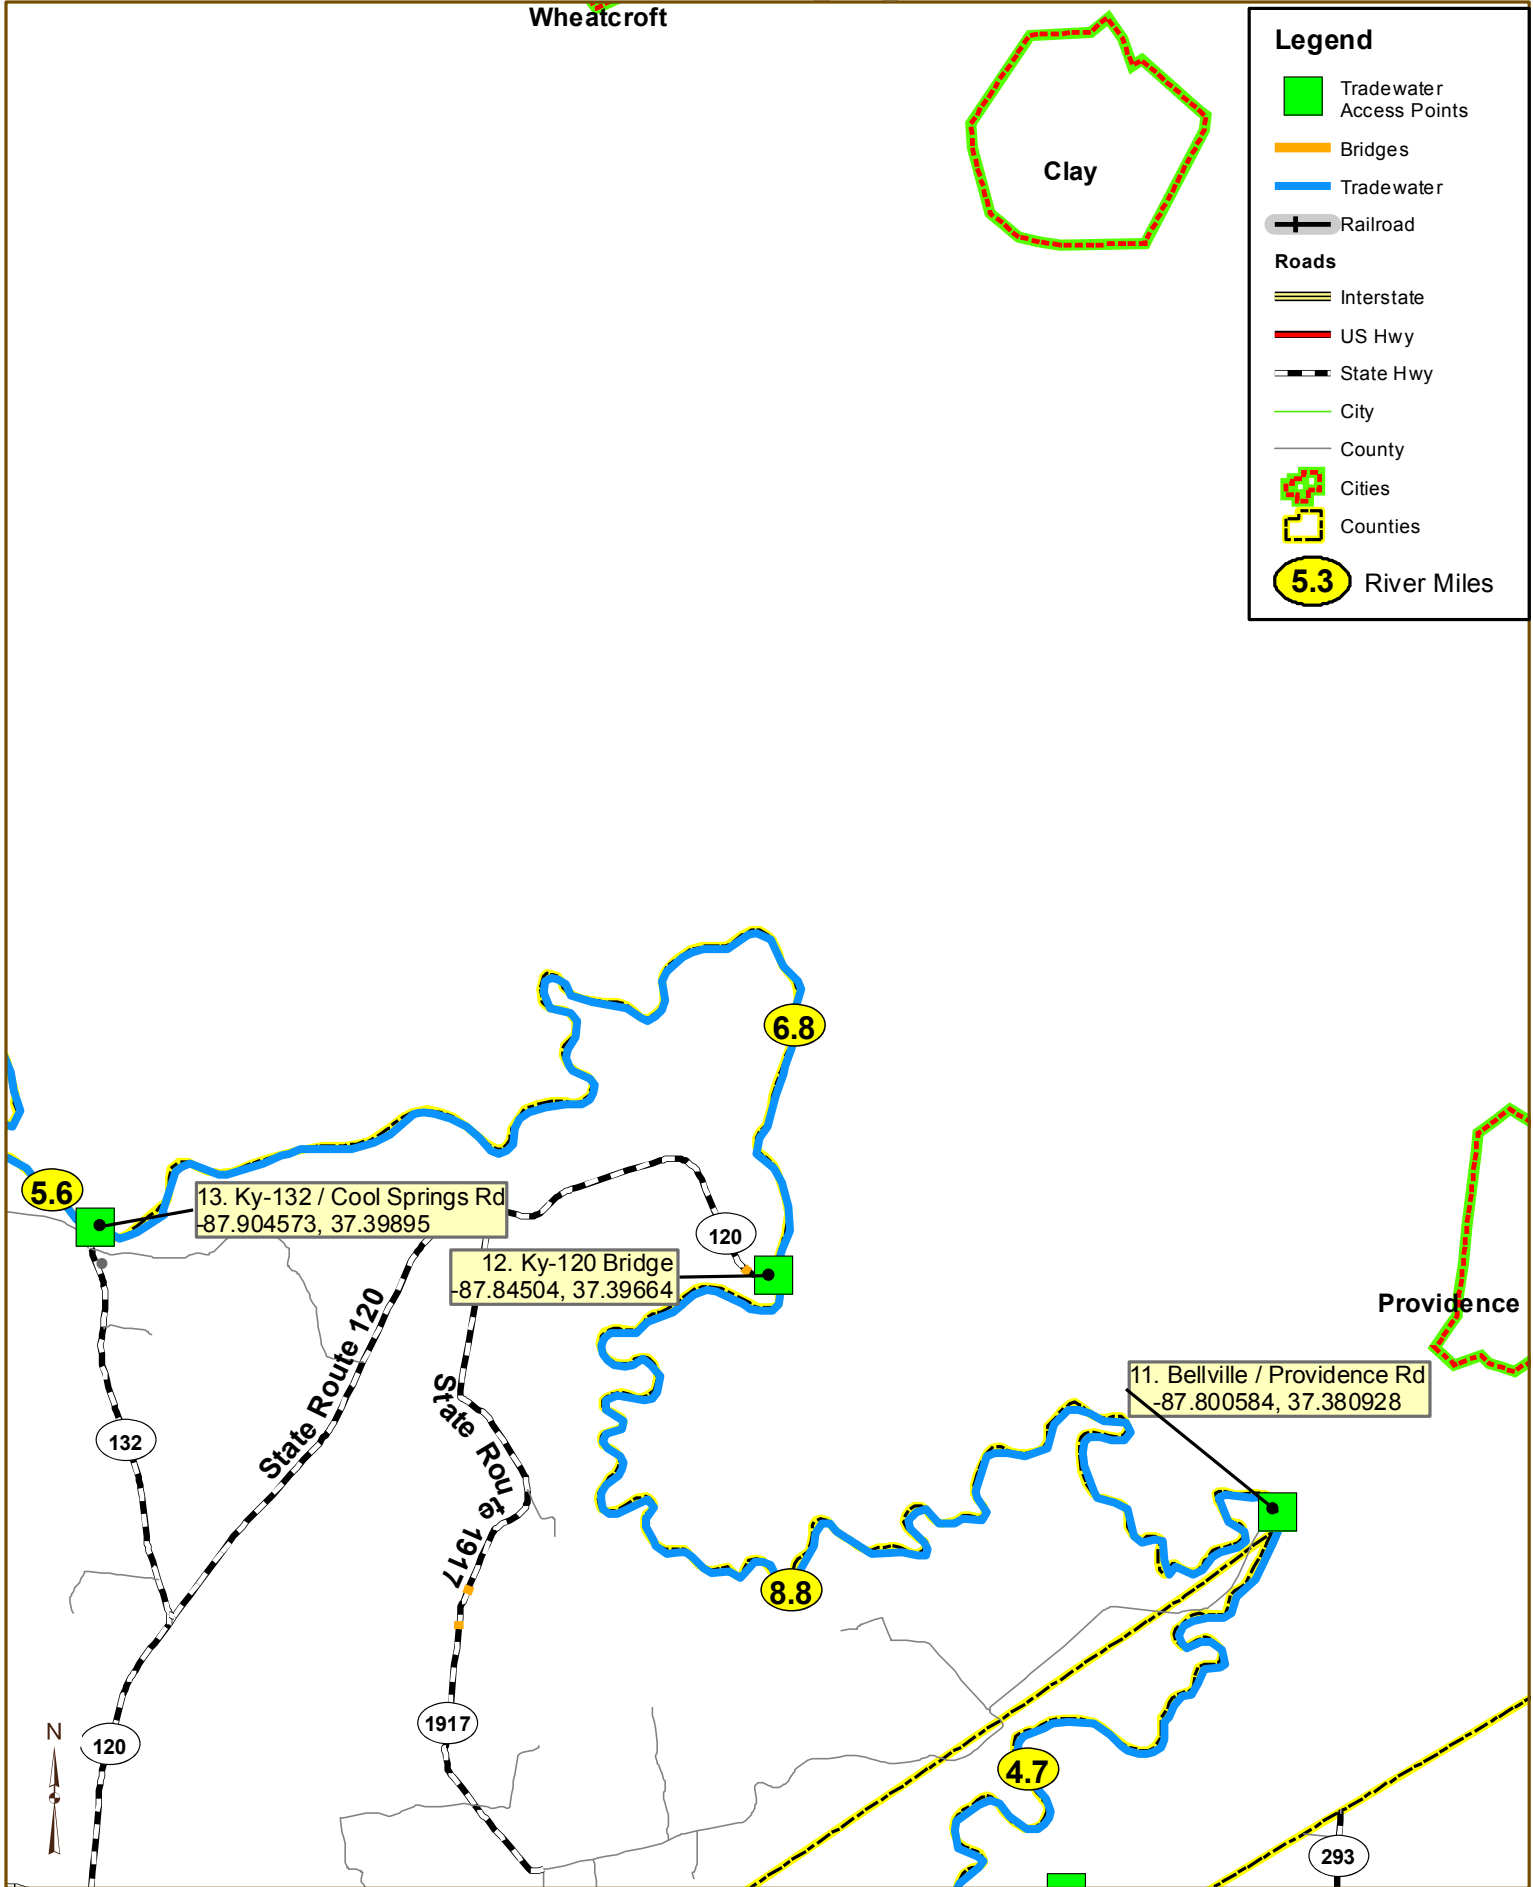 Wheatcroft
Clay
Legend
Tradewater
Access Points
Bridges
Tradewater
Railroad
Roads
Interstate
US Hwy
State Hwy
City
County
Cities
Counties
5.3 River Miles
6.8
5.6
13. Ky-132 / Cool Springs Rd
-87.904573, 37.39895
120
12. Ky-120 Bridge
-87.84504, 37.39664
Providence
State Route 120
11. Bellville / Providence Rd
-87.800584, 37.380928
132
State Route 1917
8.8
1917
N
120
4.7
293